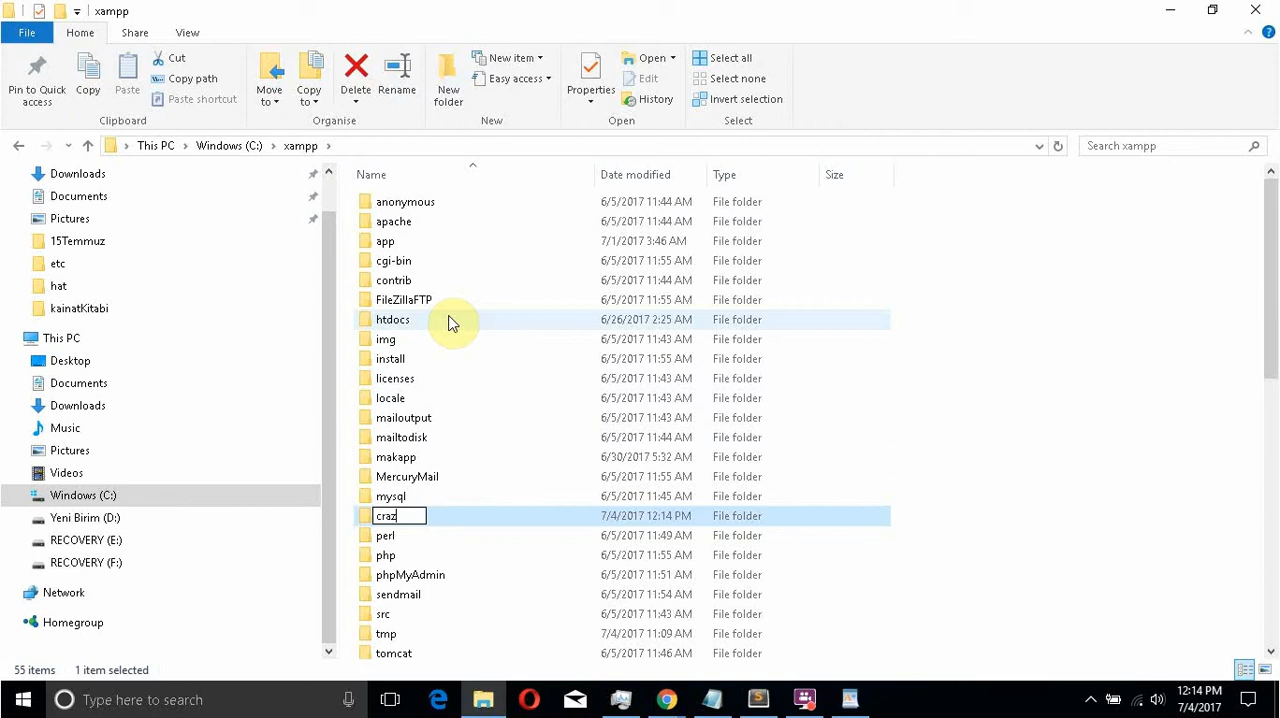 xampp
File Home Share View
Pin to Quick access
Copy
Paste
Cut
Copy path
Paste shortcut
Clipboard
Move to
Copy to
Delete
Rename
Organise
New folder
New item
Easy access
New
Properties
Open
Edit
History
Open
Select all
Select none
Invert selection
Select
This PC Windows (C:) xampp
Search xampp
Downloads
Documents
Pictures
15Temmuz
etc
hat
kainatKitabi
This PC
Desktop
Documents
Downloads
Music
Pictures
Videos
Windows (C:)
Yeni Birim (D:)
RECOVERY (E:)
RECOVERY (F:)
Network
Homegroup
Name Date modified Type Size
anonymous 6/5/2017 11:44 AM File folder
apache 6/5/2017 11:44 AM File folder
app 7/1/2017 3:46 AM File folder
cgi-bin 6/5/2017 11:55 AM File folder
contrib 6/5/2017 11:44 AM File folder
FileZillaFTP 6/5/2017 11:55 AM File folder
htdocs 6/26/2017 2:25 AM File folder
img 6/5/2017 11:43 AM File folder
install 6/5/2017 11:55 AM File folder
licenses 6/5/2017 11:43 AM File folder
locale 6/5/2017 11:43 AM File folder
mailoutput 6/5/2017 11:43 AM File folder
mailtodisk 6/5/2017 11:44 AM File folder
makapp 6/30/2017 5:32 AM File folder
MercuryMail 6/5/2017 11:55 AM File folder
mysql 6/5/2017 11:45 AM File folder
craz 7/4/2017 12:14 PM File folder
perl 6/5/2017 11:49 AM File folder
php 6/5/2017 11:55 AM File folder
phpMyAdmin 6/5/2017 11:51 AM File folder
sendmail 6/5/2017 11:54 AM File folder
src 6/5/2017 11:43 AM File folder
tmp 7/4/2017 11:09 AM File folder
tomcat 6/5/2017 11:46 AM File folder
55 items 1 item selected
Type here to search
12:14 PM
7/4/2017